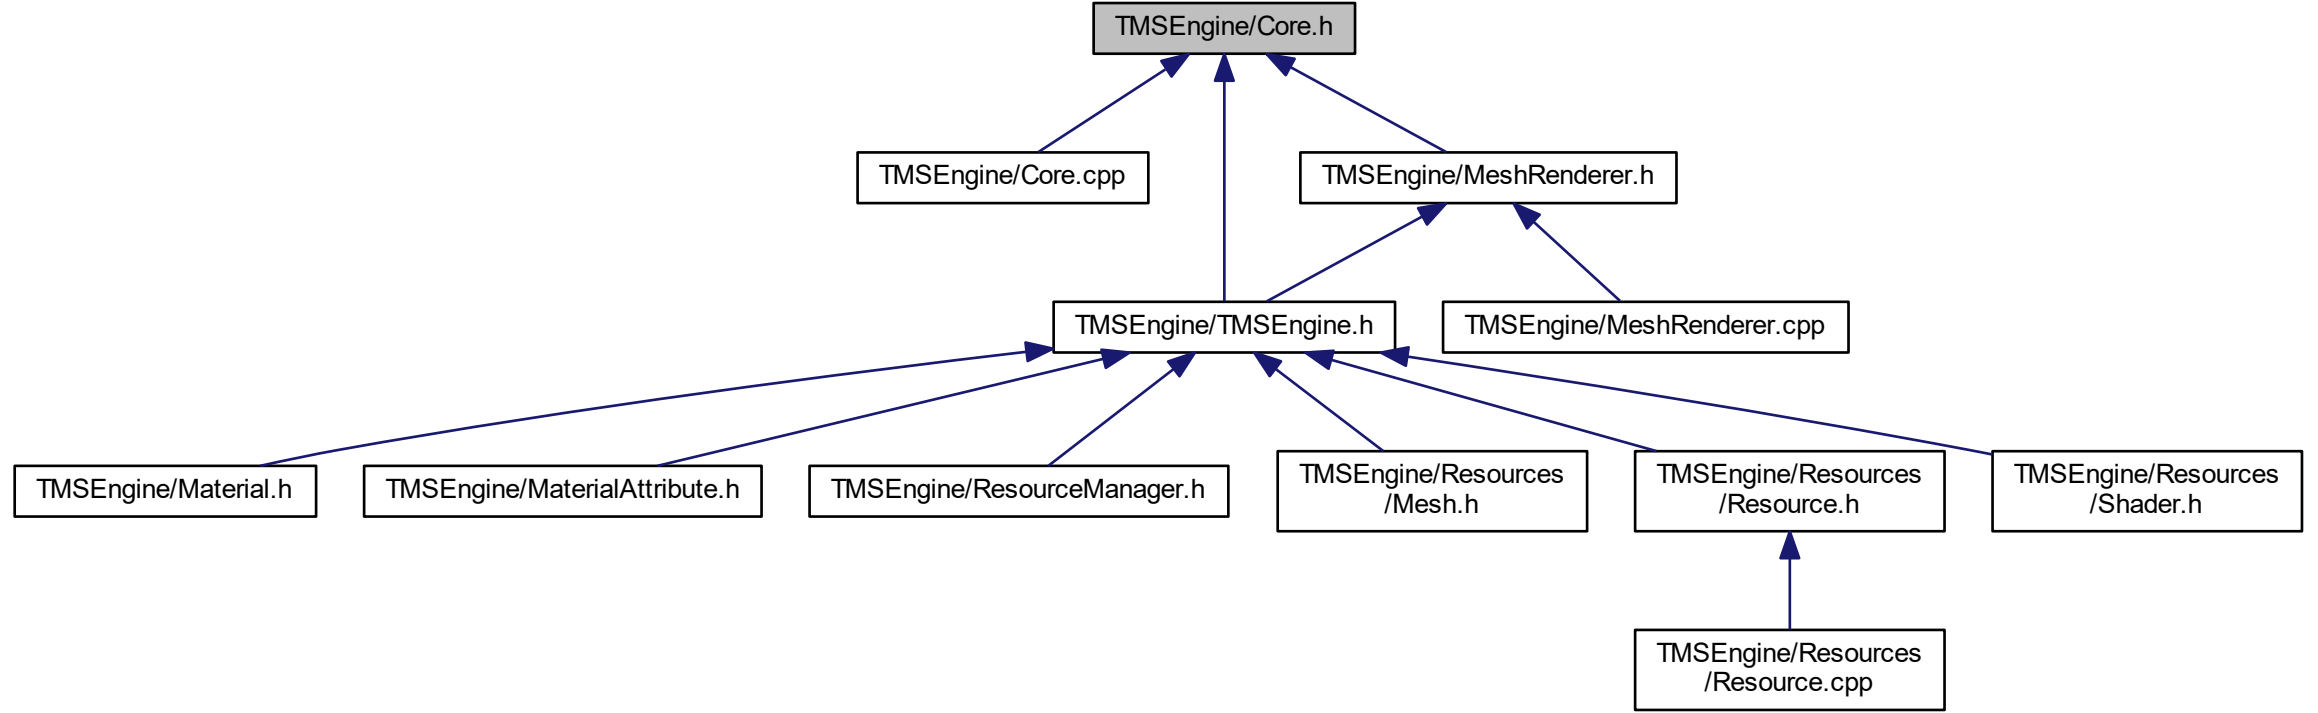 TMSEngine/Core.h
TMSEngine/Core.cpp
TMSEngine/MeshRenderer.h
TMSEngine/TMSEngine.h
TMSEngine/MeshRenderer.cpp
TMSEngine/Material.h
TMSEngine/MaterialAttribute.h
TMSEngine/ResourceManager.h
TMSEngine/Resources
/Mesh.h
TMSEngine/Resources
/Resource.h
TMSEngine/Resources
/Shader.h
TMSEngine/Resources
/Resource.cpp